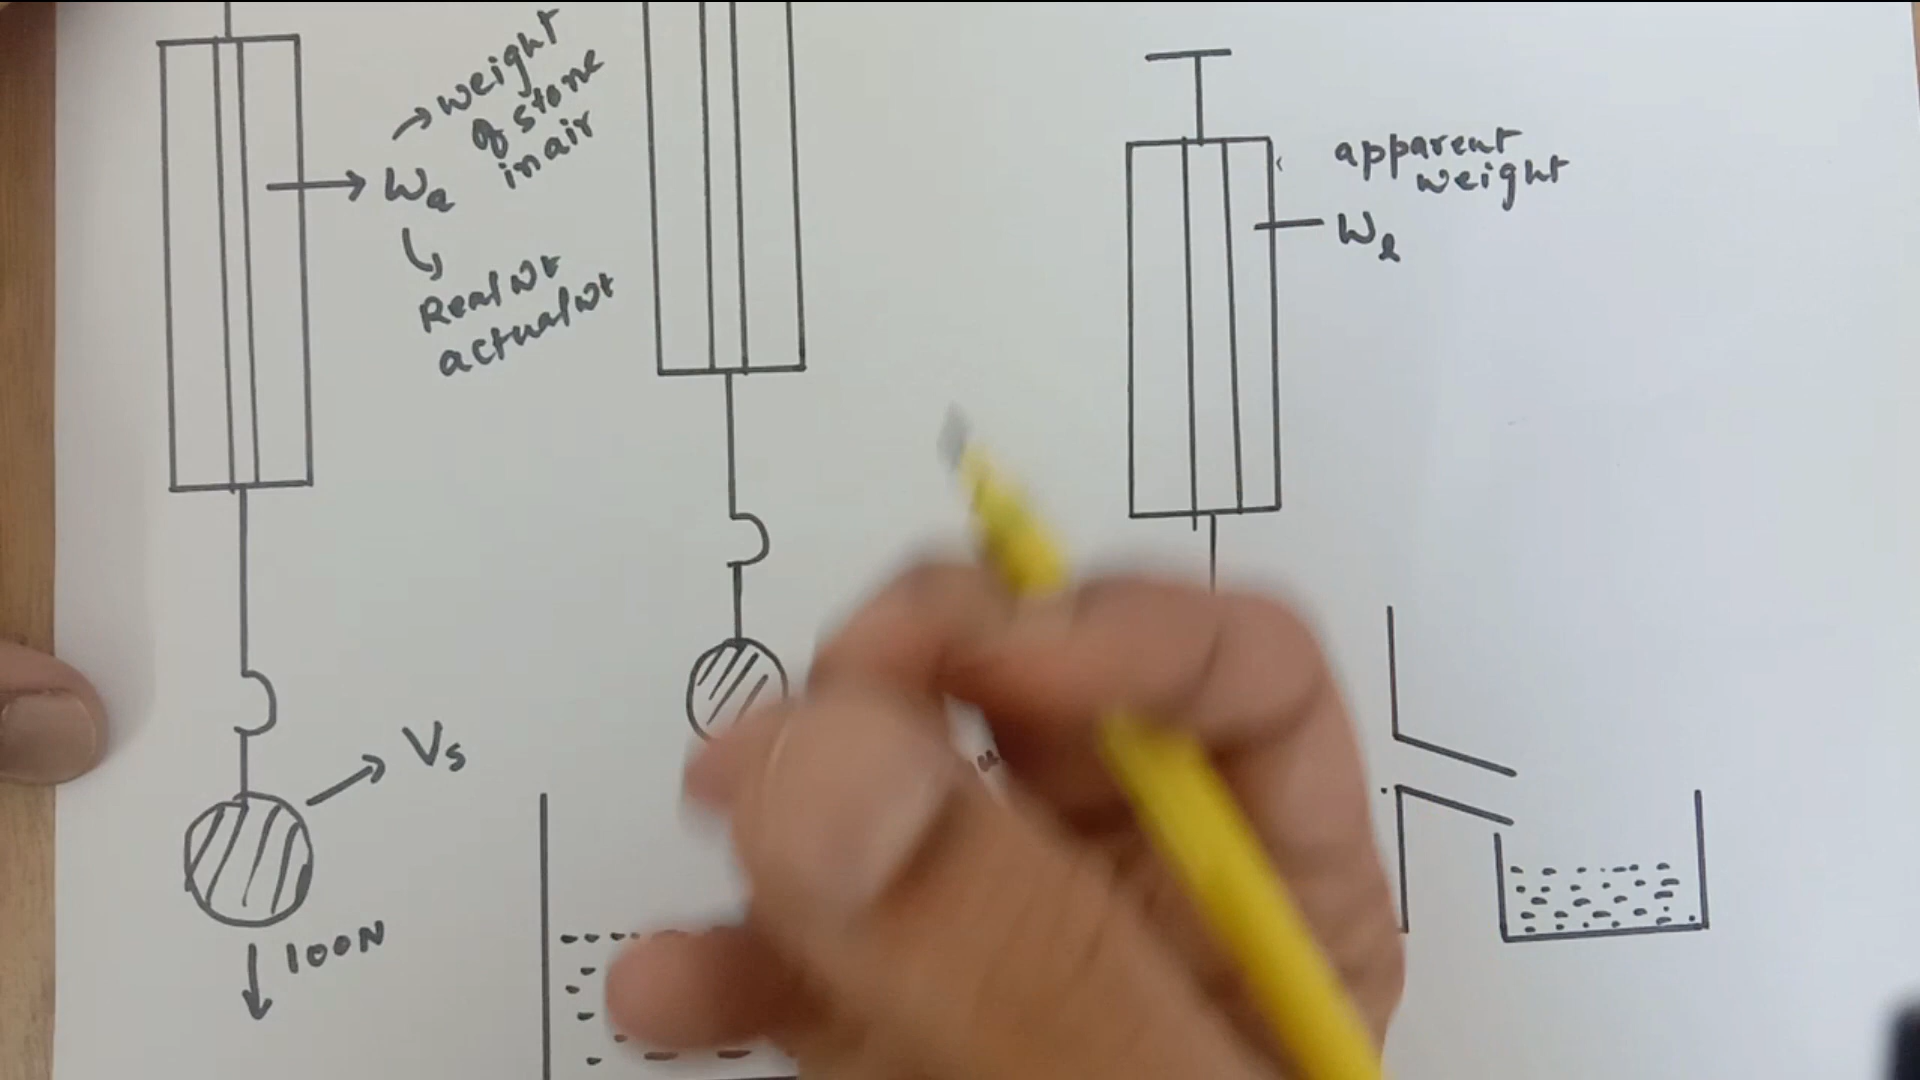 → weight
of stone
in air
Wa
Real wt
actual wt
apparent
weight
Wl
Vs
100N